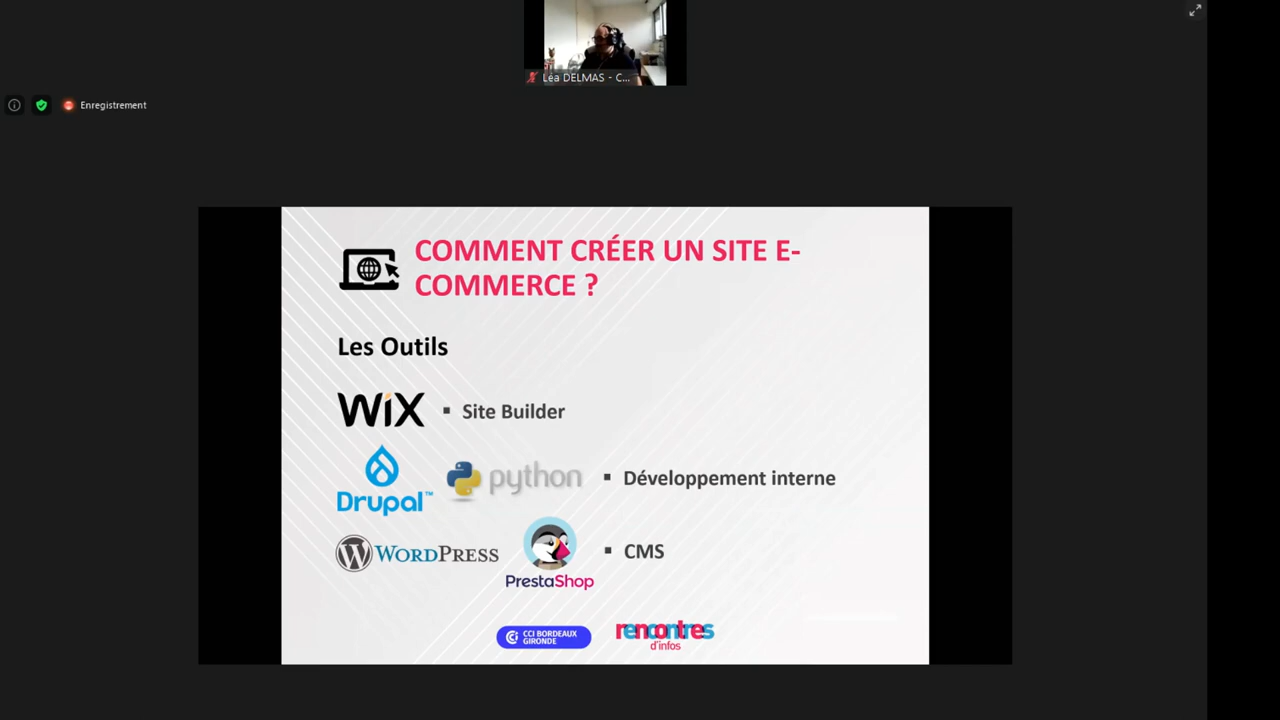 Léa DELMAS - C...
Enregistrement
COMMENT CRÉER UN SITE E-
COMMERCE ?
Les Outils
WiX
▪ Site Builder
Drupal™
python
▪ Développement interne
WORDPRESS
PrestaShop
▪ CMS
CCI BORDEAUX
GIRONDE
rencontres
d'infos